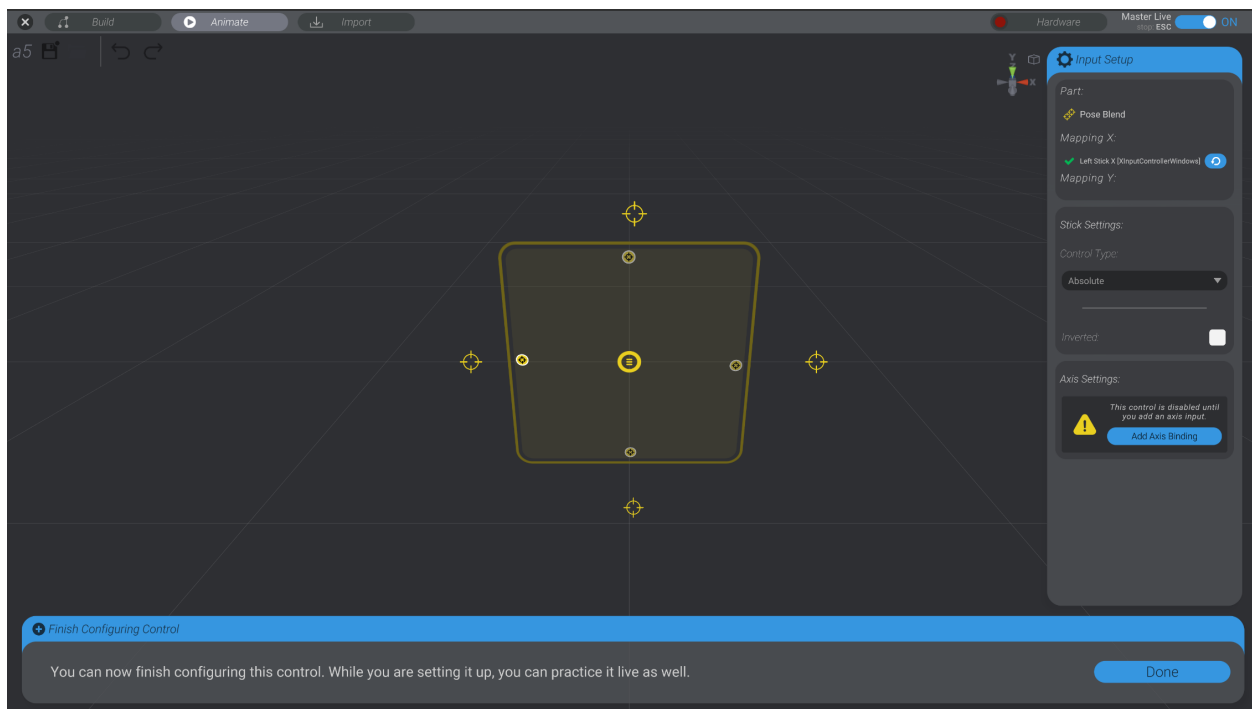 Build
Animate
Import
Hardware
Master Live
stop: ESC
ON
a5
Y
Z
X
Input Setup
Part:
Pose Blend
Mapping X:
Left Stick X [XInputControllerWindows]
Mapping Y:
Stick Settings:
Control Type:
Absolute
Inverted:
Axis Settings:
This control is disabled until
you add an axis input.
Add Axis Binding
Finish Configuring Control
You can now finish configuring this control. While you are setting it up, you can practice it live as well.
Done